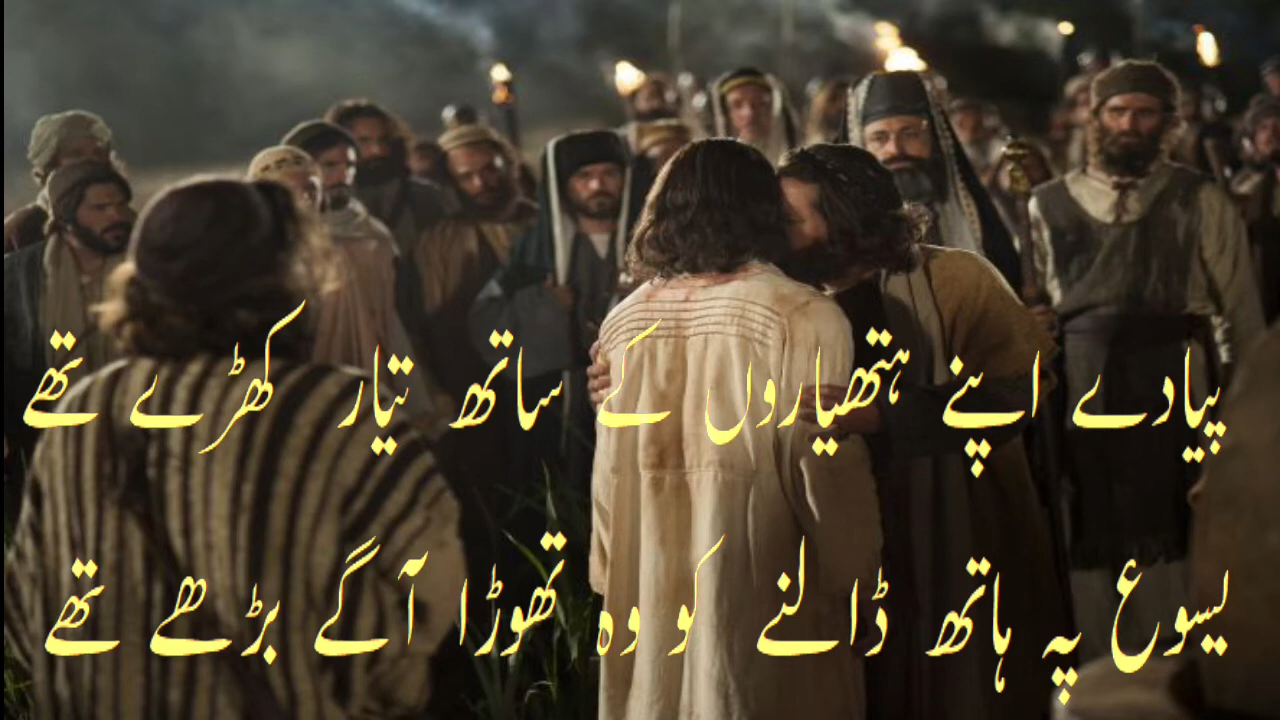 پیادے اپنے ہتھیاروں کے ساتھ تیار کھڑے تھے
یسوع پہ ہاتھ ڈالنے کو وہ تھوڑا آگے بڑھے تھے